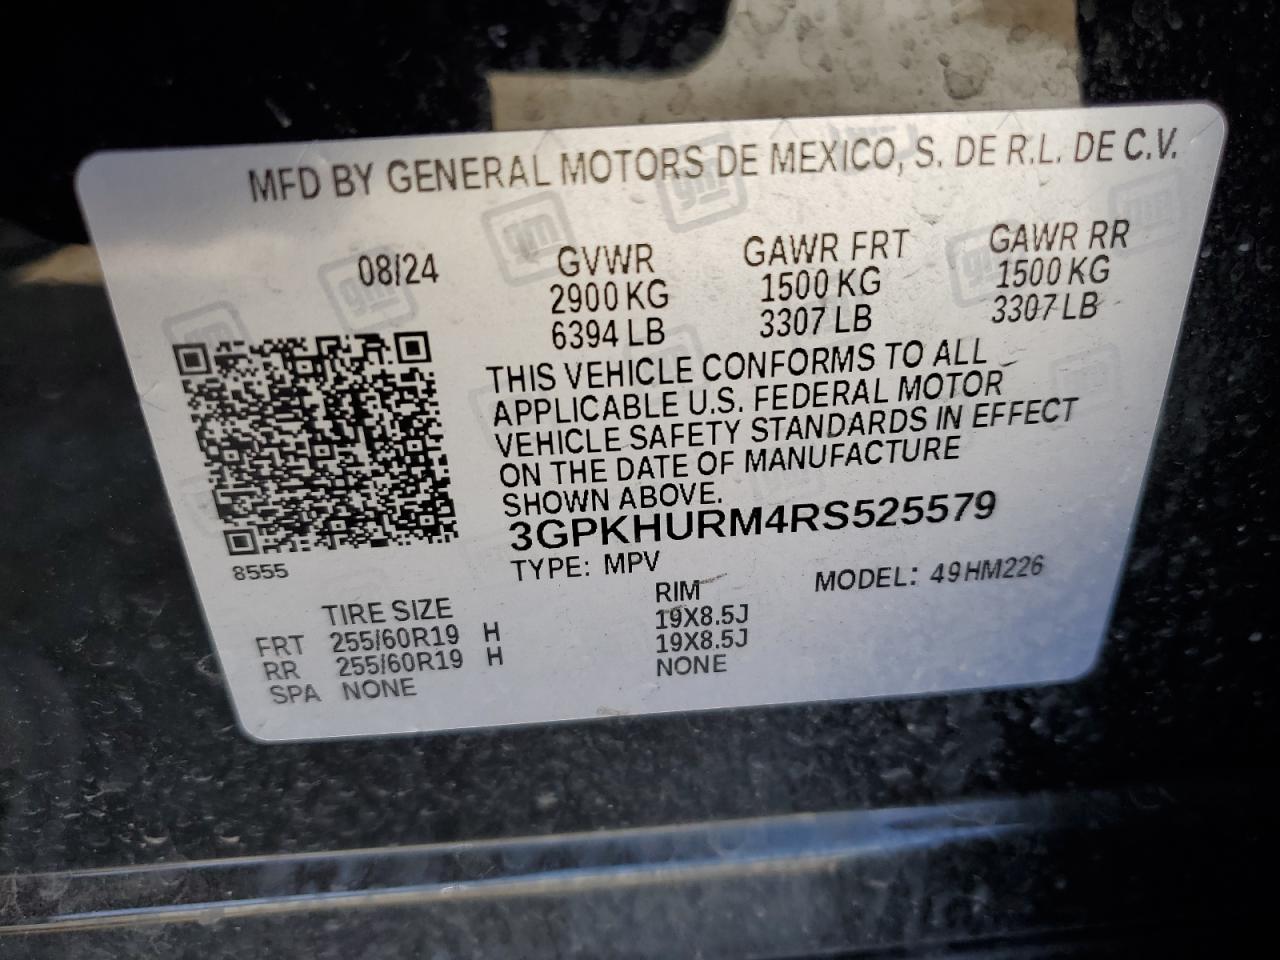 MFD BY GENERAL MOTORS DE MEXICO, S. DE R.L. DE C.V.
08/24
GVWR GAWR FRT GAWR RR
2900 KG 1500 KG 1500 KG
6394 LB 3307 LB 3307 LB
THIS VEHICLE CONFORMS TO ALL
APPLICABLE U.S. FEDERAL MOTOR
VEHICLE SAFETY STANDARDS IN EFFECT
ON THE DATE OF MANUFACTURE
SHOWN ABOVE.
3GPKHURM4RS525579
8555
TYPE: MPV MODEL: 49HM226
TIRE SIZE RIM
FRT 255/60R19 H 19X8.5J
RR 255/60R19 H 19X8.5J
SPA NONE NONE